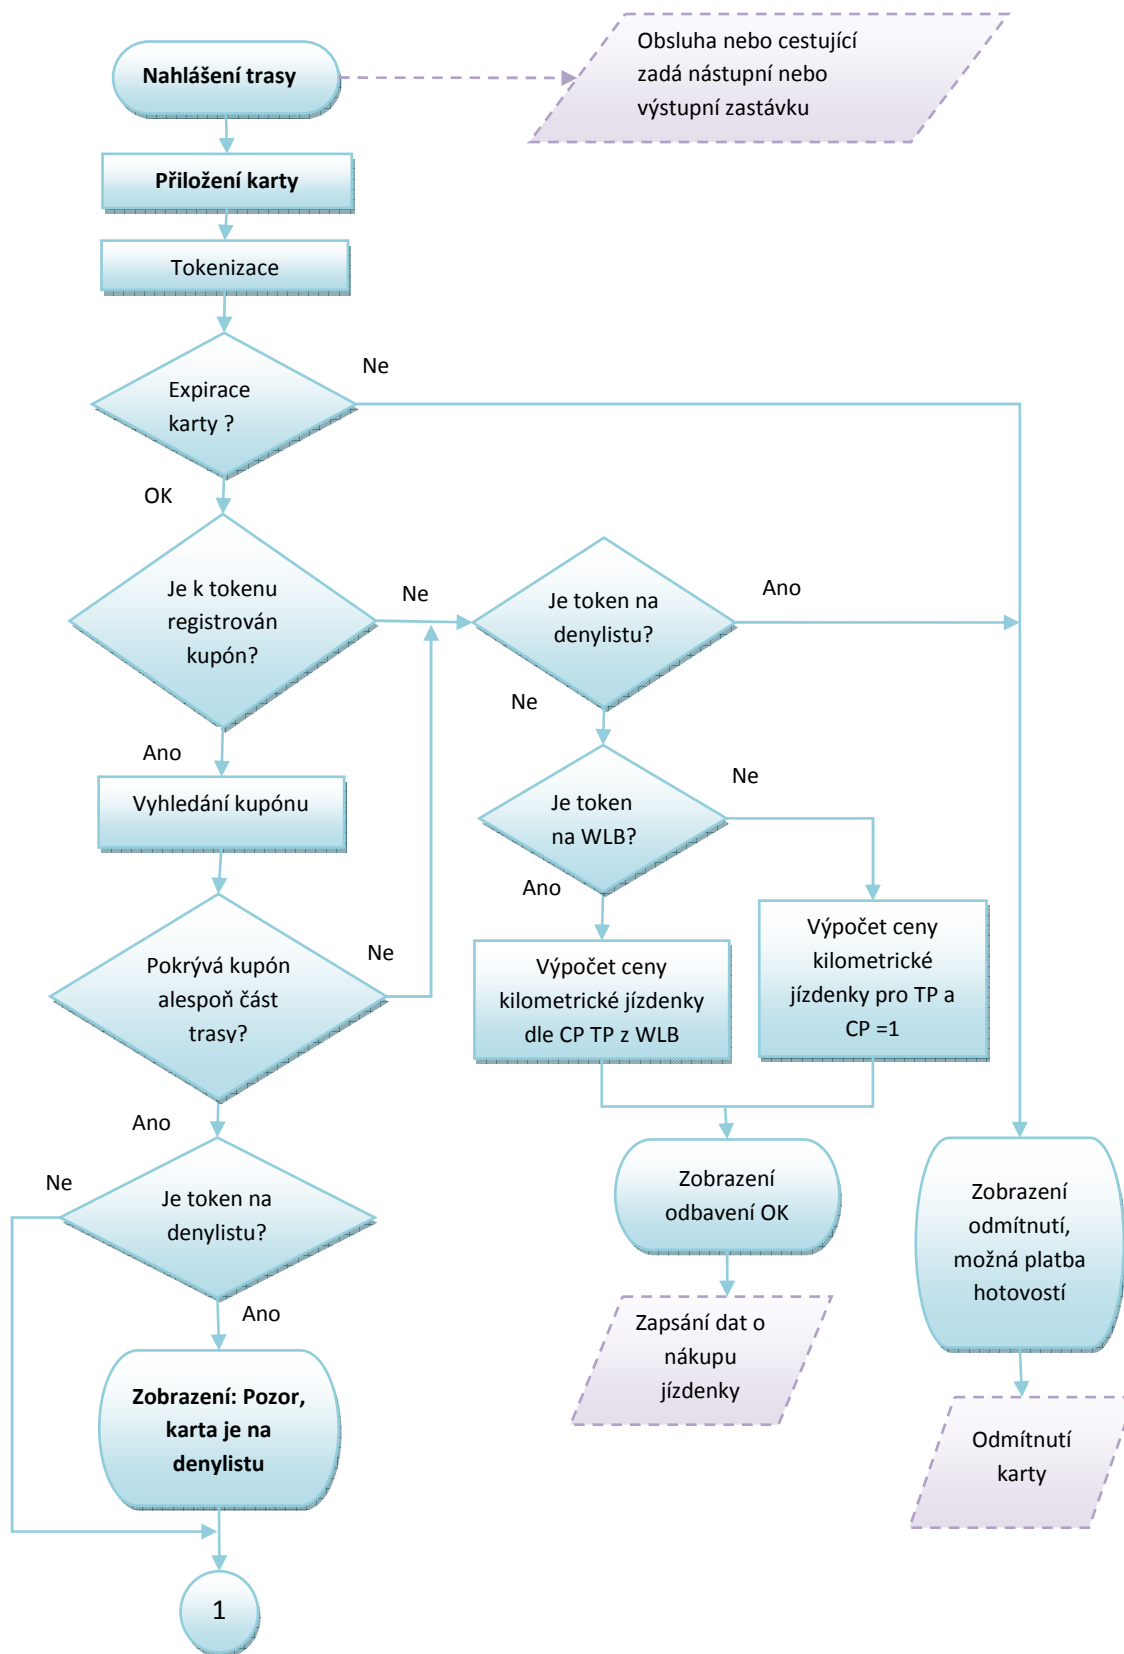 Nahlášení trasy
Obsluha nebo cestující
zadá nástupní nebo
výstupní zastávku
Přiložení karty
Tokenizace
Expirace
karty ?
Ne
OK
Je k tokenu
registrován
kupón?
Ne
Je token na
denylistu?
Ano
Ne
Ano
Vyhledání kupónu
Je token
na WLB?
Ne
Ano
Pokrývá kupón
alespoň část
trasy?
Ne
Výpočet ceny
kilometrické jízdenky
dle CP TP z WLB
Výpočet ceny
kilometrické
jízdenky pro TP a
CP =1
Ano
Ne
Je token na
denylistu?
Ano
Zobrazení
odbavení OK
Zobrazení
odmítnutí,
možná platba
hotovostí
Zobrazení: Pozor,
karta je na
denylistu
Zapsání dat o
nákupu
jízdenky
Odmítnutí
karty
1